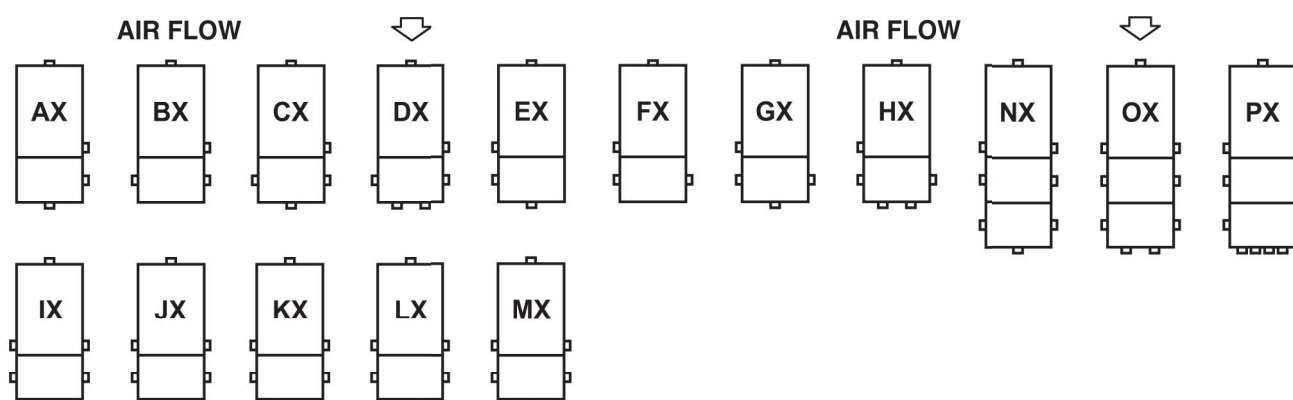 AIR FLOW AIR FLOW
AX BX CX DX EX FX GX HX NX OX PX
IX JX KX LX MX